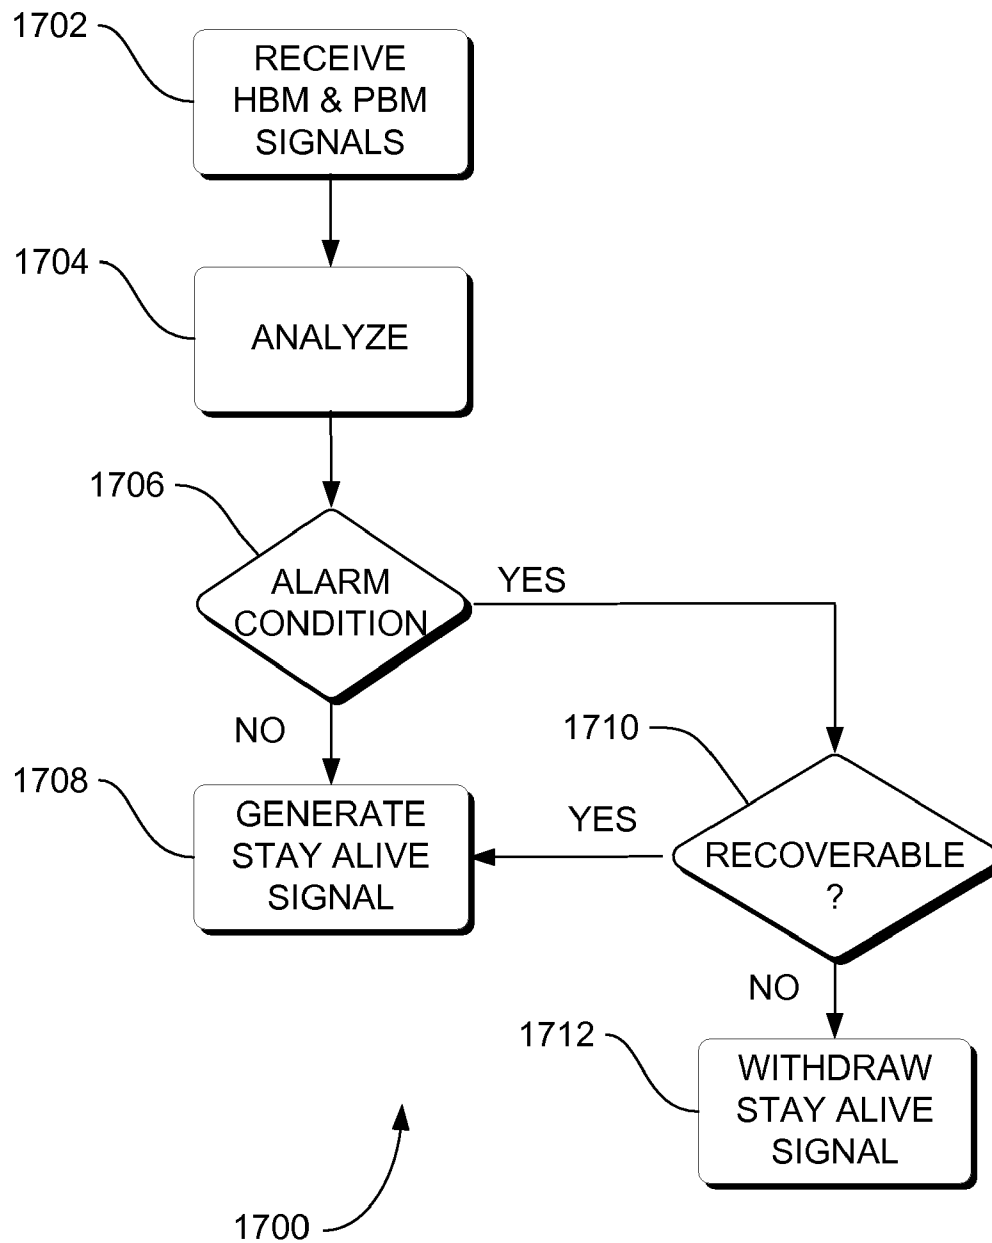 1702
RECEIVE
HBM & PBM
SIGNALS
1704
ANALYZE
1706
ALARM
CONDITION
YES
NO
1710
1708
GENERATE
STAY ALIVE
SIGNAL
YES
RECOVERABLE
?
NO
1712
WITHDRAW
STAY ALIVE
SIGNAL
1700